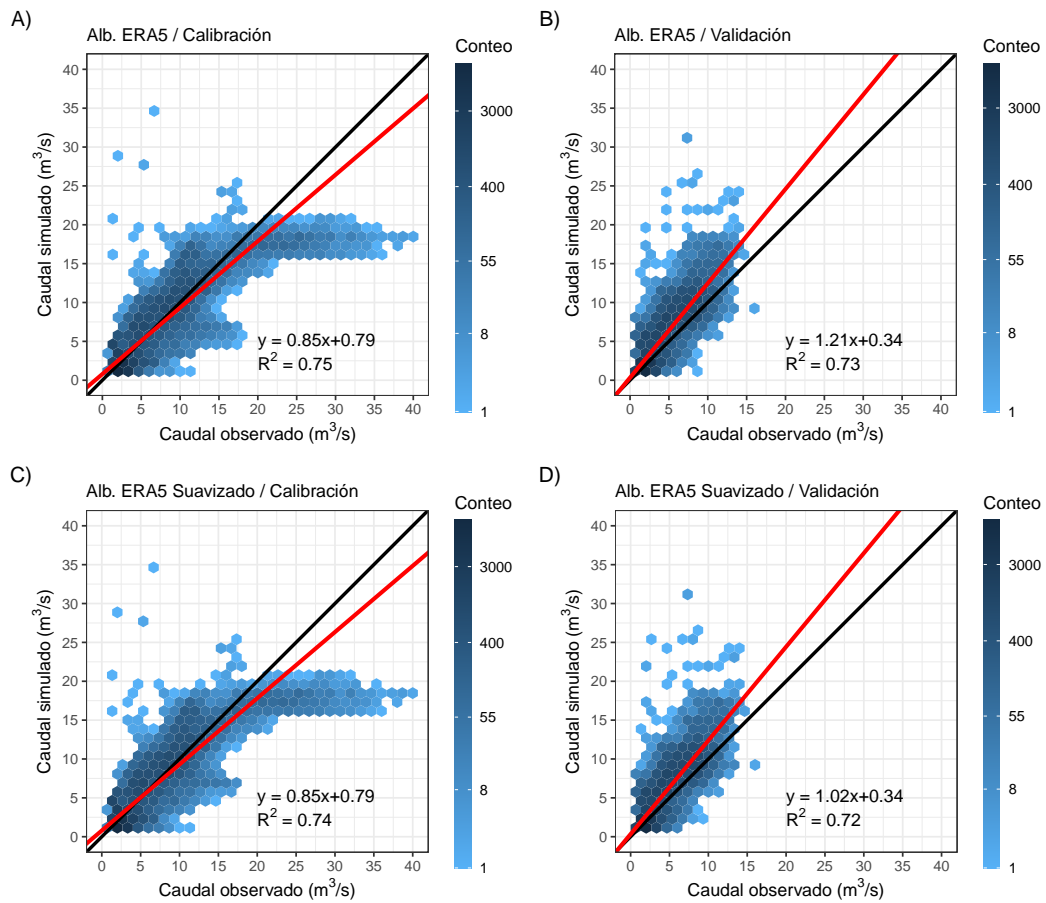 A)
Alb. ERA5 / Calibración
Caudal simulado (m³/s)
40
35
30
25
20
15
10
5
0
y = 0.85x+0.79
R² = 0.75
0 5 10 15 20 25 30 35 40
Caudal observado (m³/s)
Conteo
3000
400
55
8
1
B)
Alb. ERA5 / Validación
Caudal simulado (m³/s)
40
35
30
25
20
15
10
5
0
y = 1.21x+0.34
R² = 0.73
0 5 10 15 20 25 30 35 40
Caudal observado (m³/s)
Conteo
3000
400
55
8
1
C)
Alb. ERA5 Suavizado / Calibración
Caudal simulado (m³/s)
40
35
30
25
20
15
10
5
0
y = 0.85x+0.79
R² = 0.74
0 5 10 15 20 25 30 35 40
Caudal observado (m³/s)
Conteo
3000
400
55
8
1
D)
Alb. ERA5 Suavizado / Validación
Caudal simulado (m³/s)
40
35
30
25
20
15
10
5
0
y = 1.02x+0.34
R² = 0.72
0 5 10 15 20 25 30 35 40
Caudal observado (m³/s)
Conteo
3000
400
55
8
1